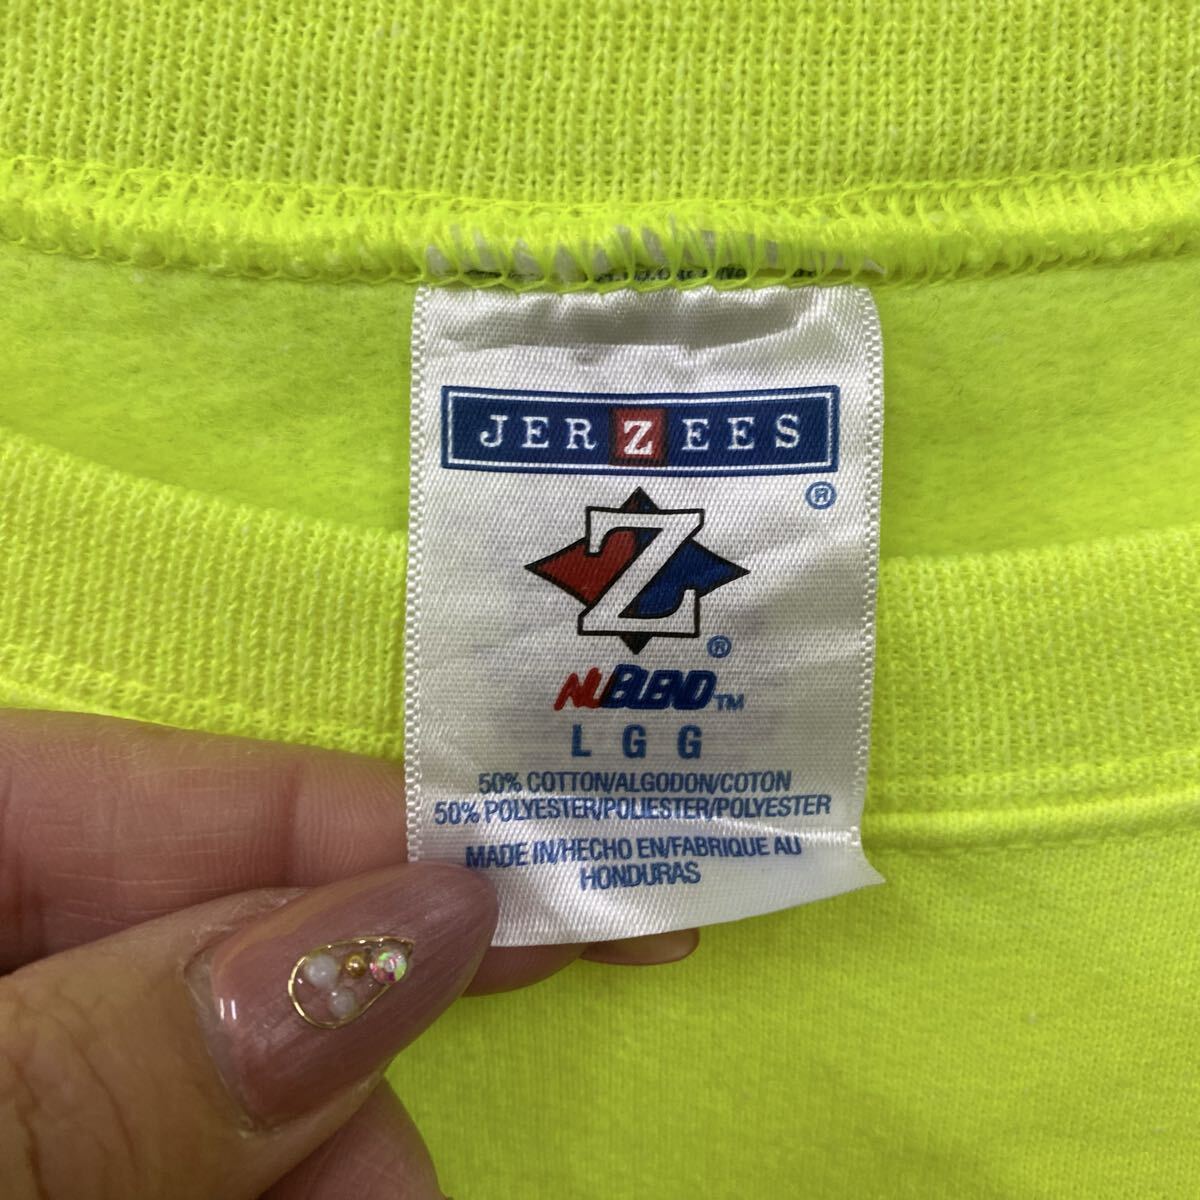 JERZEES
®
Z
®
NUBLEND™
L G G
50% COTTON/ALGODON/COTON
50% POLYESTER/POLIESTER/POLYESTER
MADE IN/HECHO EN/FABRIQUE AU
HONDURAS